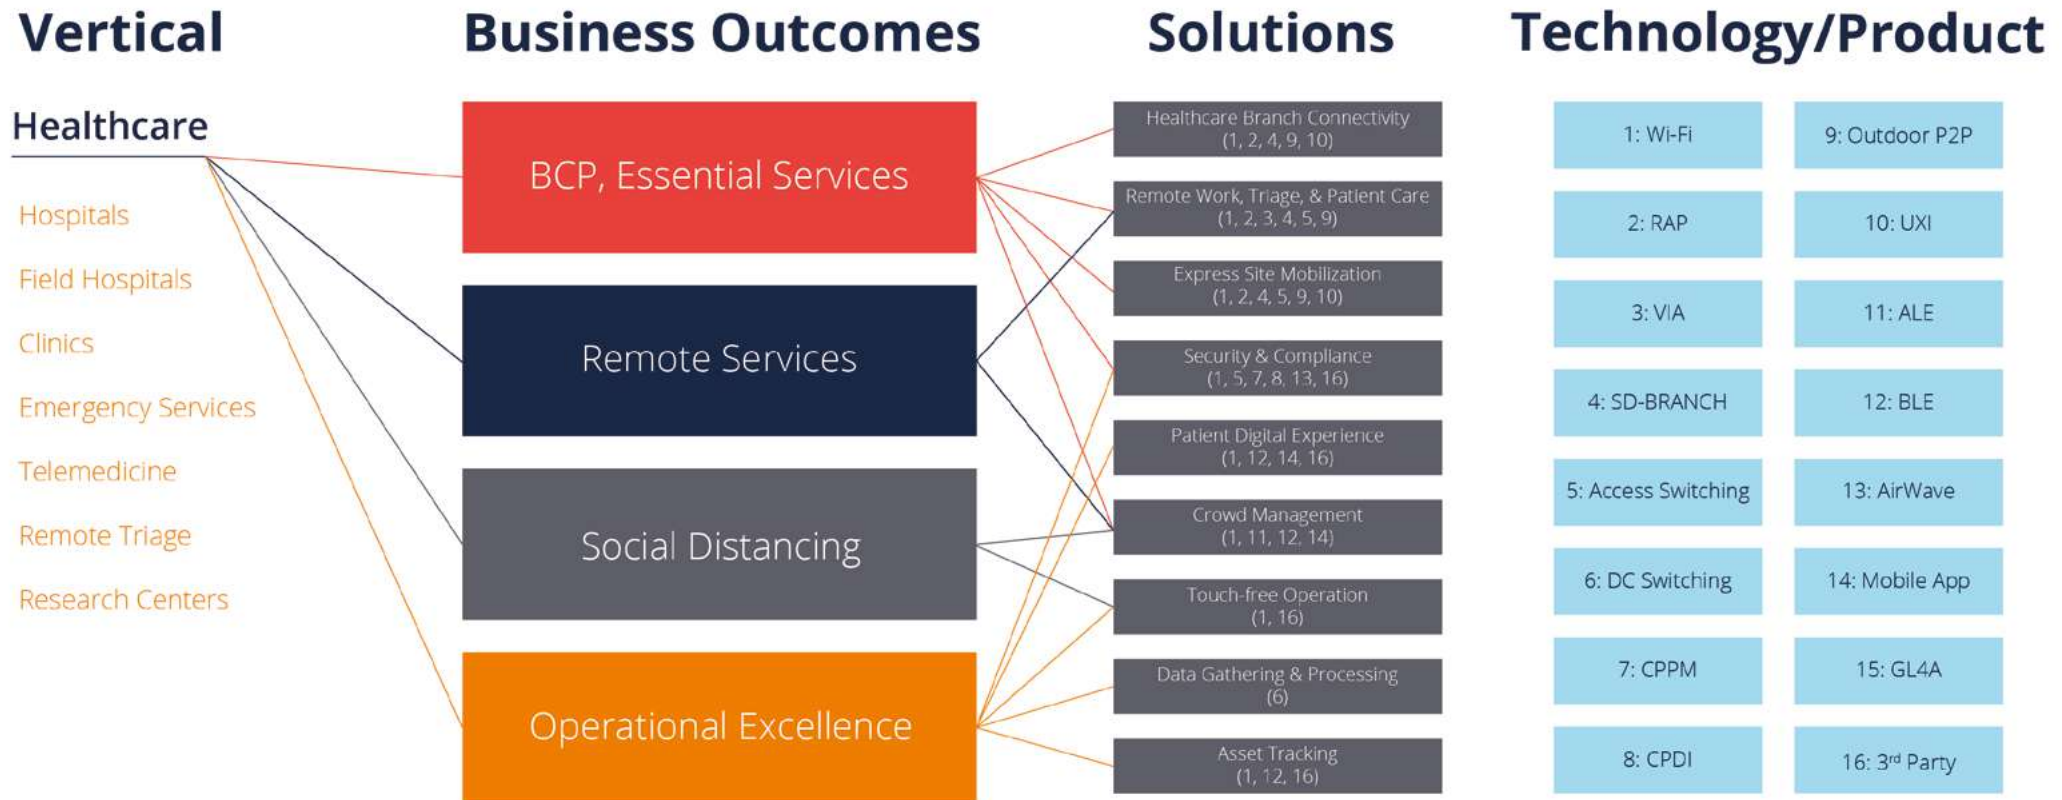 Vertical
Business Outcomes
Solutions
Technology/Product
Healthcare
Hospitals
Field Hospitals
Clinics
Emergency Services
Telemedicine
Remote Triage
Research Centers
BCP, Essential Services
Remote Services
Social Distancing
Operational Excellence
Healthcare Branch Connectivity
(1, 2, 4, 9, 10)
Remote Work, Triage, & Patient Care
(1, 2, 3, 4, 5, 9)
Express Site Mobilization
(1, 2, 4, 5, 9, 10)
Security & Compliance
(1, 5, 7, 8, 13, 16)
Patient Digital Experience
(1, 12, 14, 16)
Crowd Management
(1, 11, 12, 14)
Touch-free Operation
(1, 16)
Data Gathering & Processing
(6)
Asset Tracking
(1, 12, 16)
1: Wi-Fi
2: RAP
3: VIA
4: SD-BRANCH
5: Access Switching
6: DC Switching
7: CPPM
8: CPDI
9: Outdoor P2P
10: UXI
11: ALE
12: BLE
13: AirWave
14: Mobile App
15: GL4A
16: 3rd Party